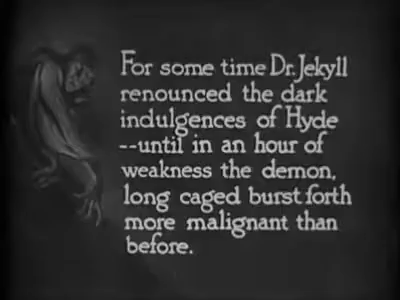 For some time Dr. Jekyll
renounced the dark
indulgences of Hyde
--until in an hour of
weakness the demon,
long caged burst forth
more malignant than
before.